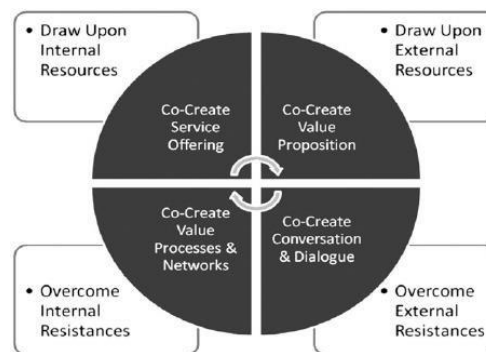 • Draw Upon
Internal
Resources
• Draw Upon
External
Resources
Co-Create
Service
Offering
Co-Create
Value
Proposition
Co-Create
Value
Processes &
Networks
Co-Create
Conversation
& Dialogue
• Overcome
Internal
Resistances
• Overcome
External
Resistances